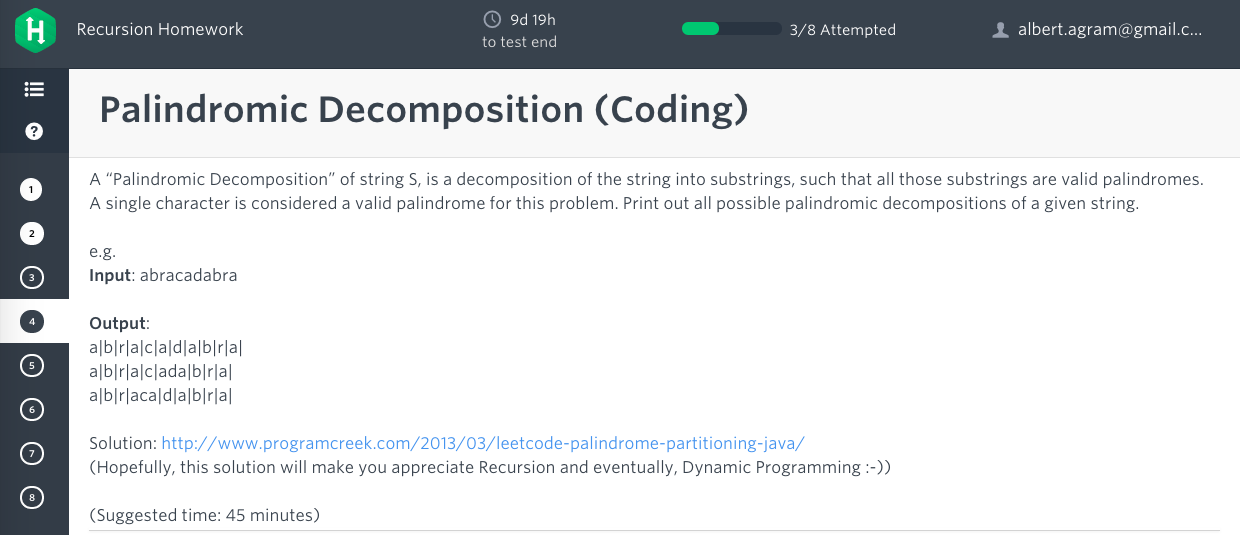 H
Recursion Homework
9d 19h
to test end
3/8 Attempted
albert.agram@gmail.c...
?
Palindromic Decomposition (Coding)
1
2
3
4
5
6
7
8
A “Palindromic Decomposition” of string S, is a decomposition of the string into substrings, such that all those substrings are valid palindromes.
A single character is considered a valid palindrome for this problem. Print out all possible palindromic decompositions of a given string.
e.g.
Input: abracadabra
Output:
a|b|r|a|c|a|d|a|b|r|a|
a|b|r|a|c|ada|b|r|a|
a|b|r|aca|d|a|b|r|a|
Solution: http://www.programcreek.com/2013/03/leetcode-palindrome-partitioning-java/
(Hopefully, this solution will make you appreciate Recursion and eventually, Dynamic Programming :-))
(Suggested time: 45 minutes)